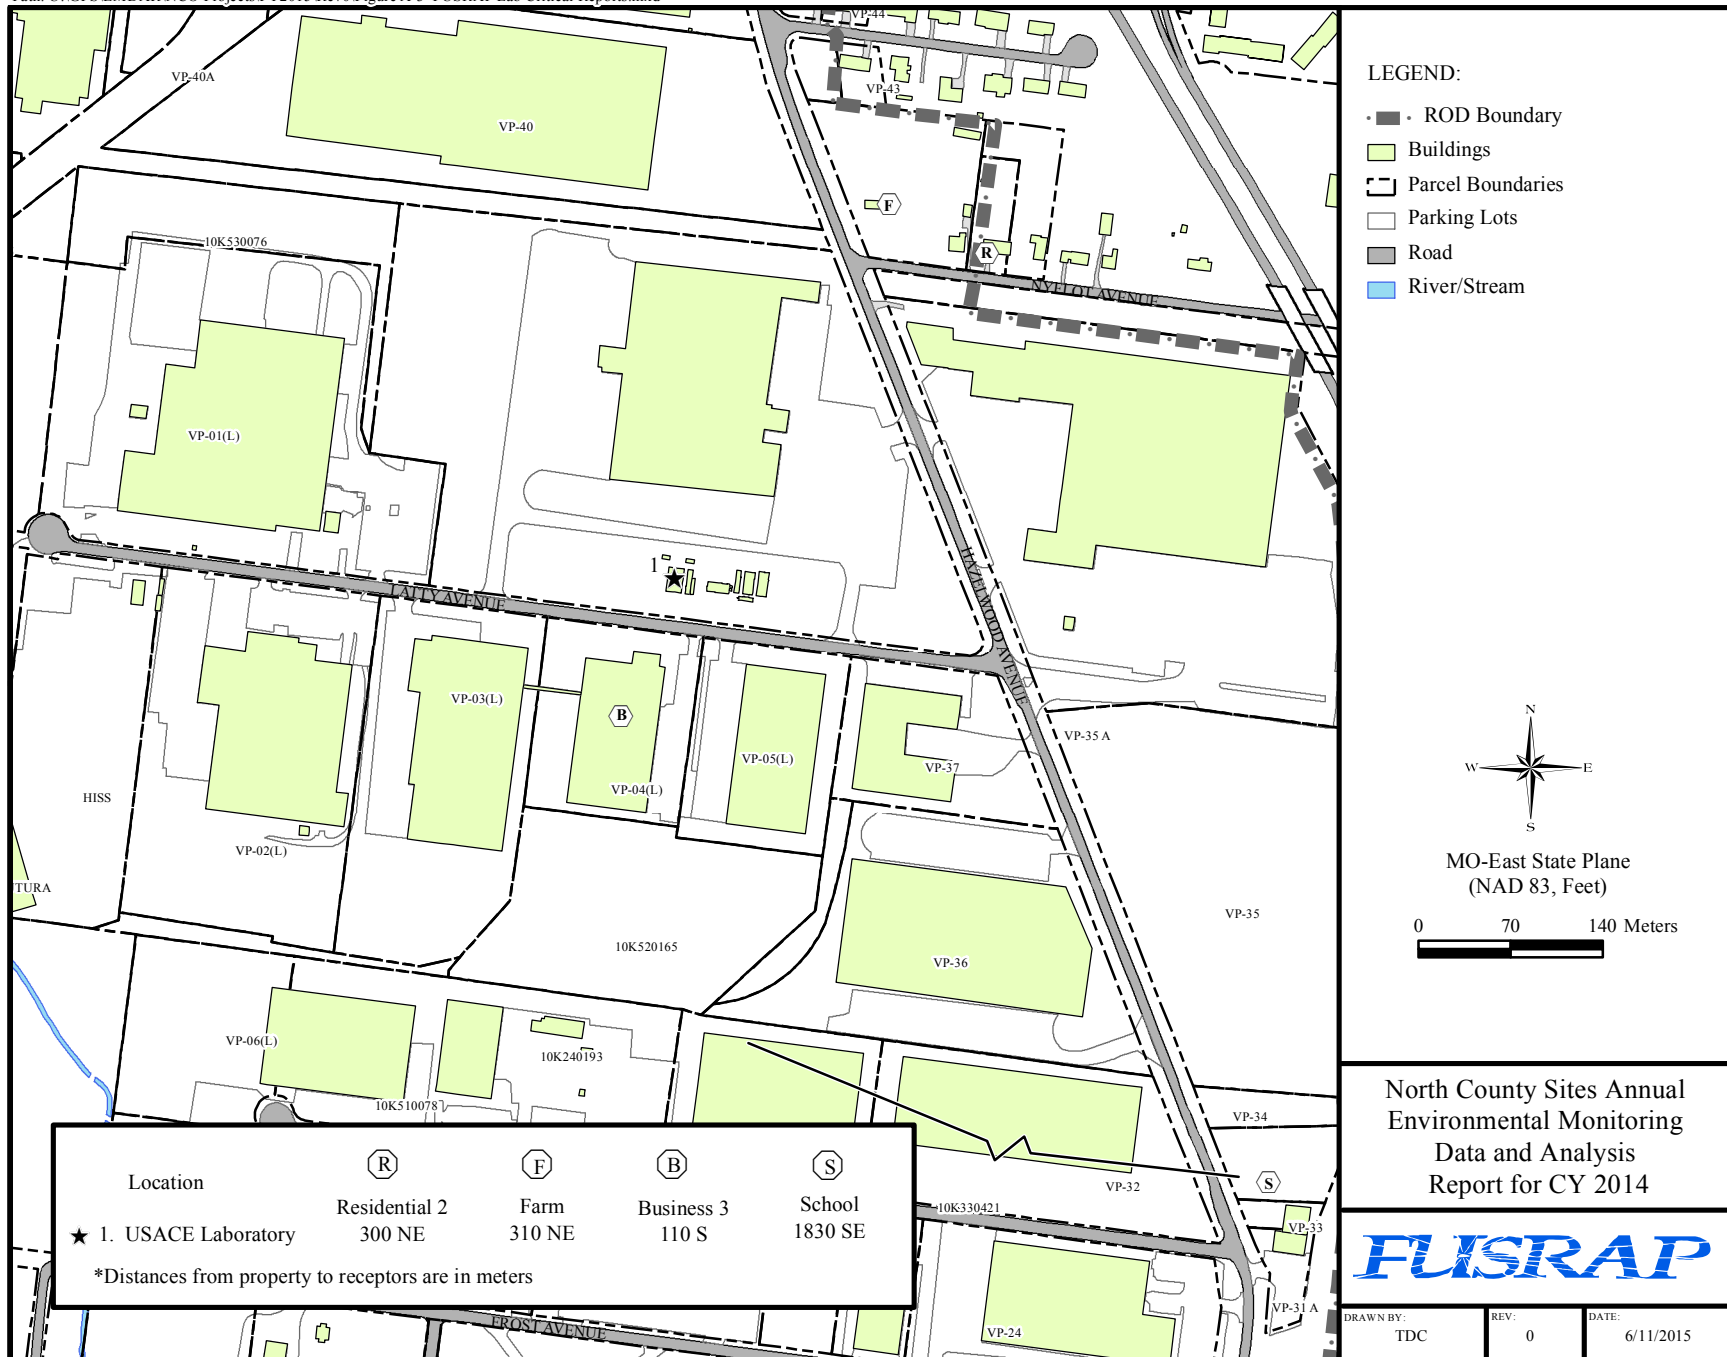 VP-44
VP-40A
VP-43
VP-40
F
10K530076
R
NYFLOT AVENUE
VP-01(L)
1
HAZELWOOD AVENUE
LATTY AVENUE
VP-03(L)
B
VP-35 A
VP-05(L)
VP-37
VP-04(L)
HISS
VP-02(L)
TURA
VP-35
10K520165
VP-36
VP-06(L)
10K240193
10K510078
VP-34
S
VP-32
10K330421
VP-33
VP-31 A
VP-24
FROST AVENUE
Location
R
F
B
S
Residential 2
Farm
Business 3
School
300 NE
310 NE
110 S
1830 SE
1. USACE Laboratory
*Distances from property to receptors are in meters
LEGEND:
ROD Boundary
Buildings
Parcel Boundaries
Parking Lots
Road
River/Stream
N
W
E
S
MO-East State Plane
(NAD 83, Feet)
0 70 140 Meters
North County Sites Annual
Environmental Monitoring
Data and Analysis
Report for CY 2014
FUSRAP
DRAWN BY:
TDC
REV:
0
DATE:
6/11/2015